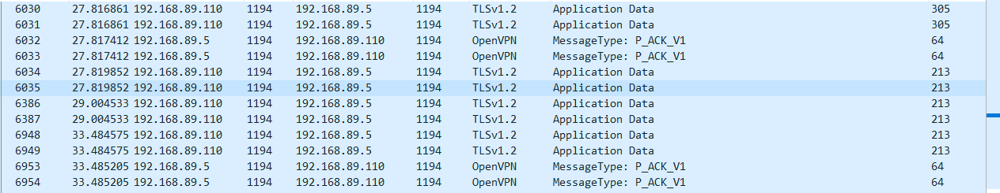 6030 27.816861 192.168.89.110 1194 192.168.89.5 1194 TLSv1.2 Application Data 305
6031 27.816861 192.168.89.110 1194 192.168.89.5 1194 TLSv1.2 Application Data 305
6032 27.817412 192.168.89.5 1194 192.168.89.110 1194 OpenVPN MessageType: P_ACK_V1 64
6033 27.817412 192.168.89.5 1194 192.168.89.110 1194 OpenVPN MessageType: P_ACK_V1 64
6034 27.819852 192.168.89.110 1194 192.168.89.5 1194 TLSv1.2 Application Data 213
6035 27.819852 192.168.89.110 1194 192.168.89.5 1194 TLSv1.2 Application Data 213
6386 29.004533 192.168.89.110 1194 192.168.89.5 1194 TLSv1.2 Application Data 213
6387 29.004533 192.168.89.110 1194 192.168.89.5 1194 TLSv1.2 Application Data 213
6948 33.484575 192.168.89.110 1194 192.168.89.5 1194 TLSv1.2 Application Data 213
6949 33.484575 192.168.89.110 1194 192.168.89.5 1194 TLSv1.2 Application Data 213
6953 33.485205 192.168.89.5 1194 192.168.89.110 1194 OpenVPN MessageType: P_ACK_V1 64
6954 33.485205 192.168.89.5 1194 192.168.89.110 1194 OpenVPN MessageType: P_ACK_V1 64